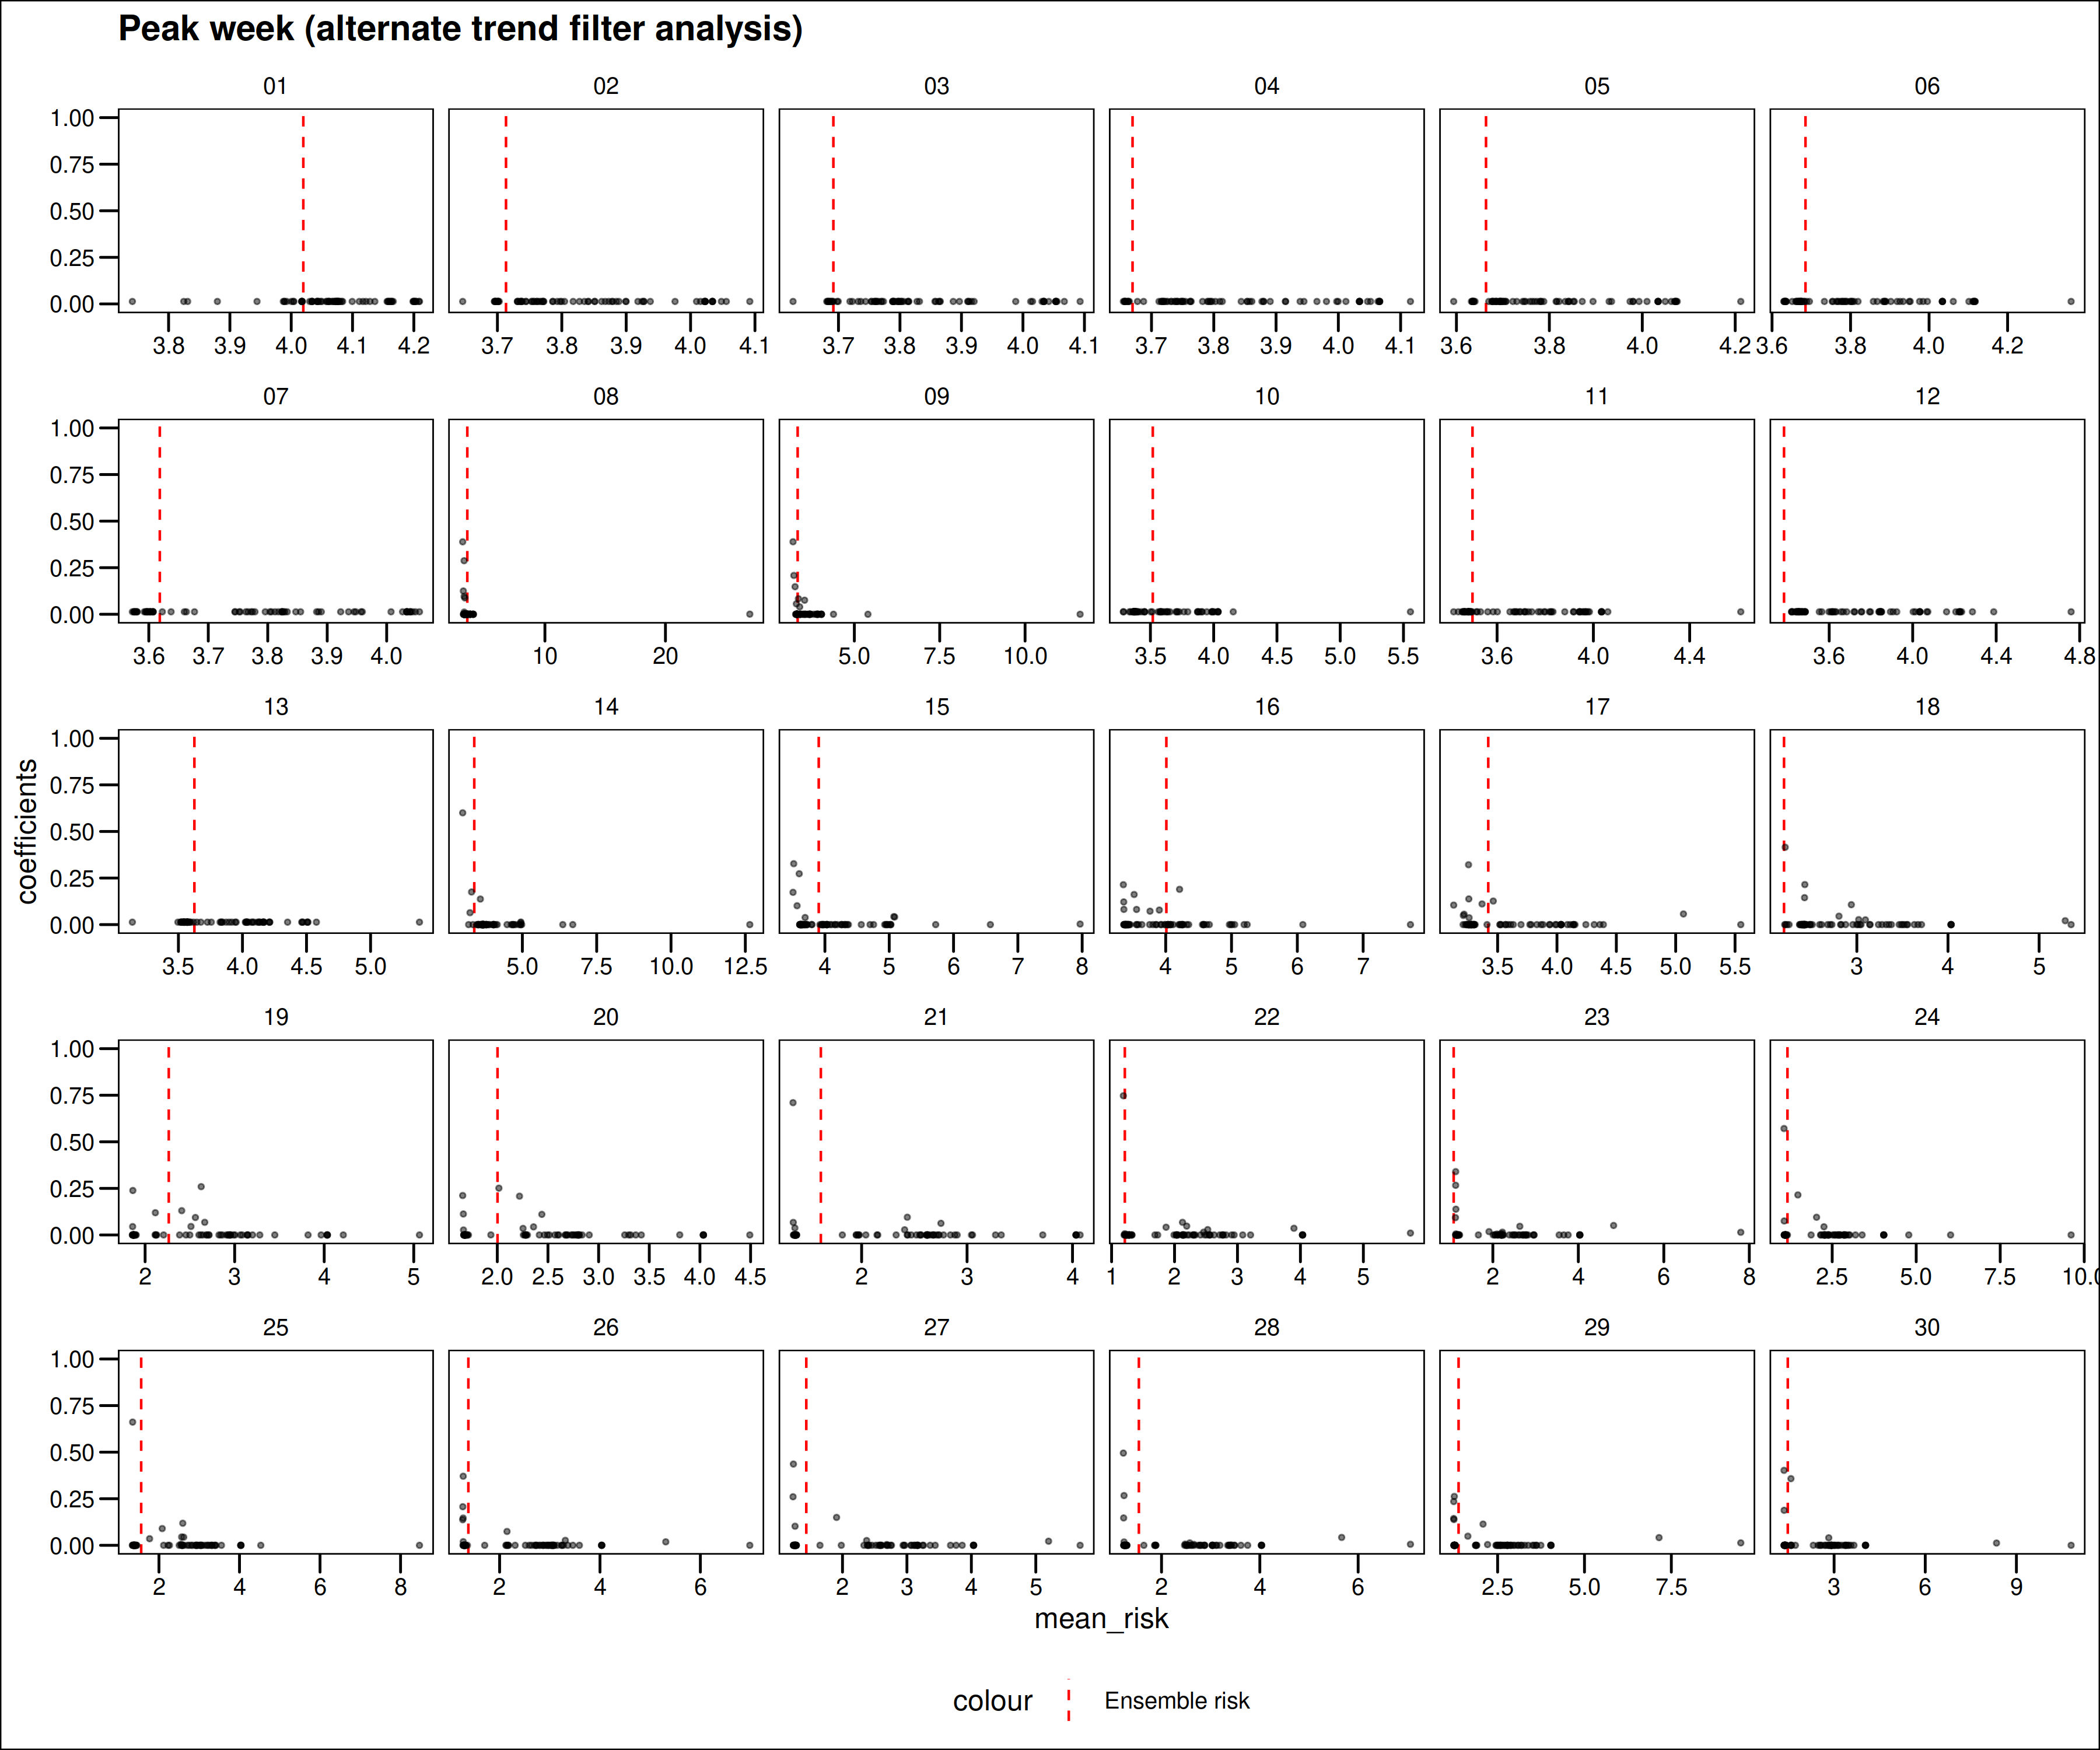 Peak week (alternate trend filter analysis)
01 02 03 04 05 06
1.00
0.75
0.50
0.25
0.00
3.8 3.9 4.0 4.1 4.2 3.7 3.8 3.9 4.0 4.1 3.7 3.8 3.9 4.0 4.1 3.7 3.8 3.9 4.0 4.1 3.6 3.8 4.0 4.2 3.6 3.8 4.0 4.2
07 08 09 10 11 12
1.00
0.75
0.50
0.25
0.00
3.6 3.7 3.8 3.9 4.0 10 20 5.0 7.5 10.0 3.5 4.0 4.5 5.0 5.5 3.6 4.0 4.4 3.6 4.0 4.4 4.8
13 14 15 16 17 18
1.00
0.75
0.50
0.25
0.00
3.5 4.0 4.5 5.0 5.0 7.5 10.0 12.5 4 5 6 7 8 4 5 6 7 3.5 4.0 4.5 5.0 5.5 3 4 5
coefficients
19 20 21 22 23 24
1.00
0.75
0.50
0.25
0.00
2 3 4 5 2.0 2.5 3.0 3.5 4.0 4.5 2 3 4 1 2 3 4 5 2 4 6 8 2.5 5.0 7.5 10.0
25 26 27 28 29 30
1.00
0.75
0.50
0.25
0.00
2 4 6 8 2 4 6 2 3 4 5 2 4 6 2.5 5.0 7.5 3 6 9
mean_risk
colour Ensemble risk